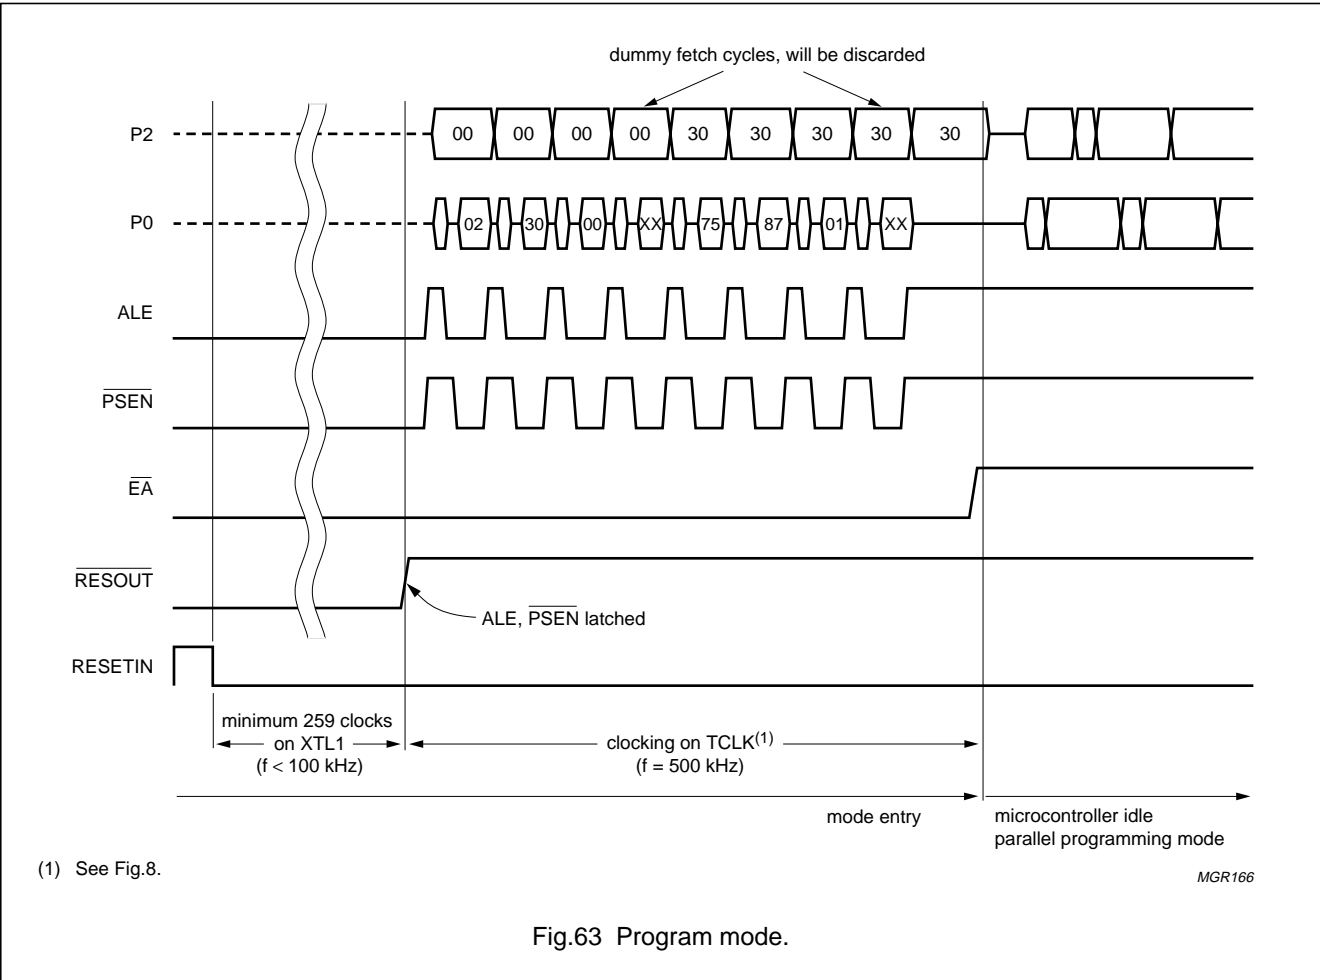 dummy fetch cycles, will be discarded
P2 00 00 00 00 30 30 30 30 30
P0 02 30 00 XX 75 87 01 XX
ALE
PSEN
EA
RESOUT
ALE, PSEN latched
RESETIN
minimum 259 clocks
on XTL1
(f < 100 kHz)
clocking on TCLK(1)
(f = 500 kHz)
mode entry
microcontroller idle
parallel programming mode
(1) See Fig.8.
MGR166
Fig.63 Program mode.